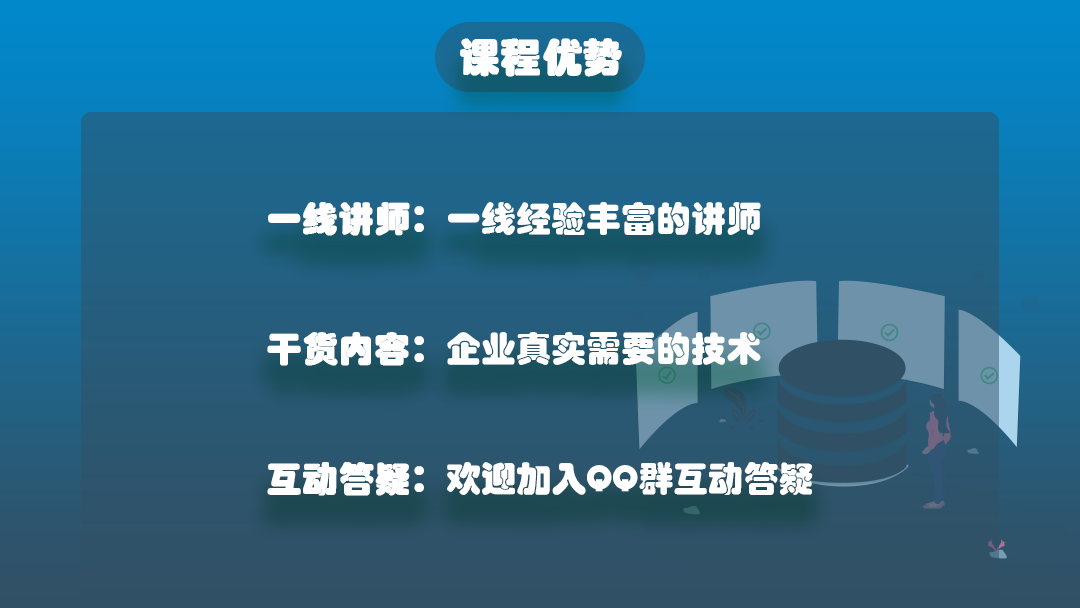 课程优势
一线讲师：一线经验丰富的讲师
干货内容：企业真实需要的技术
互动答疑：欢迎加入QQ群互动答疑